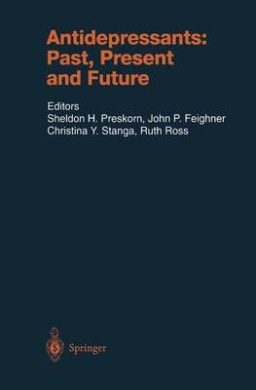 Antidepressants:
Past, Present
and Future
Editors
Sheldon H. Preskorn, John P. Feighner
Christina Y. Stanga, Ruth Ross
Springer